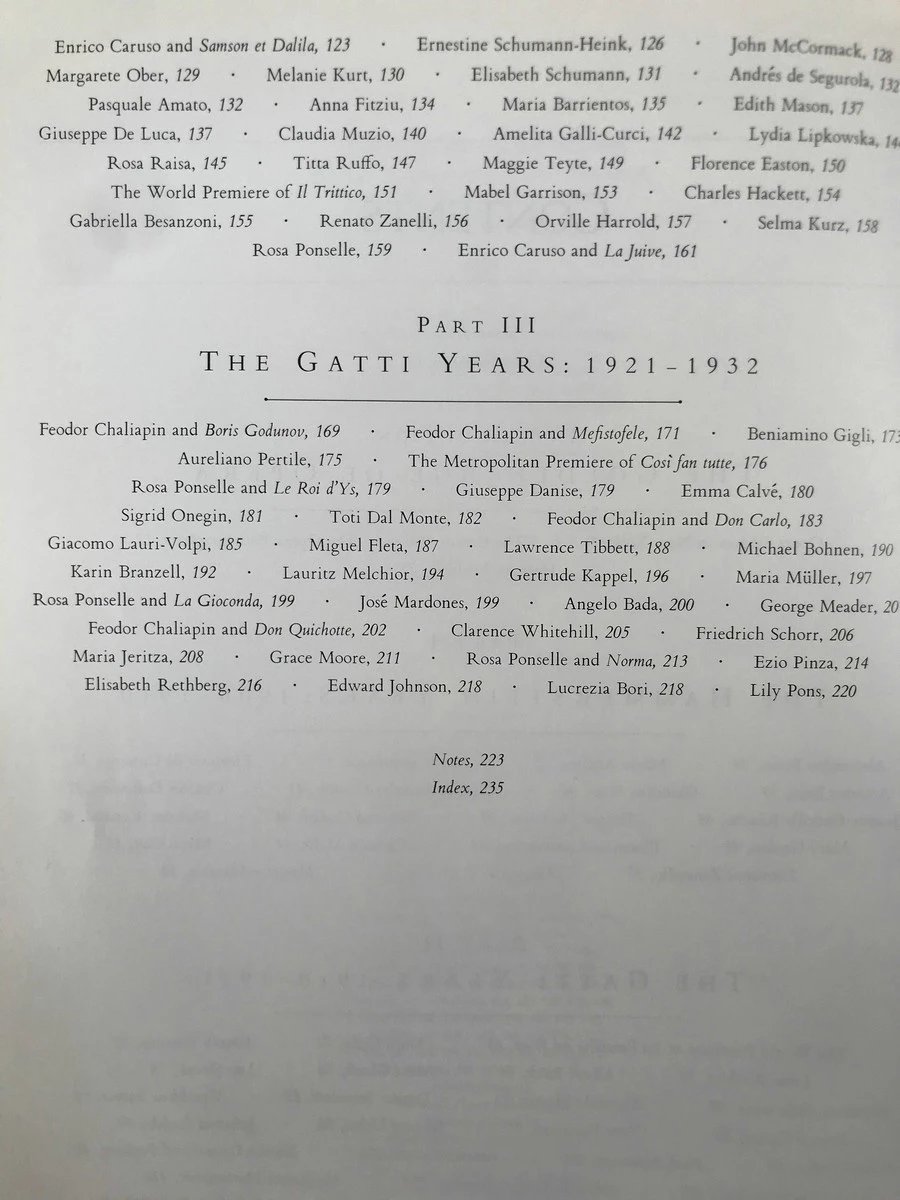 Enrico Caruso and Samson et Dalila, 123 · Ernestine Schumann-Heink, 126 · John McCormack, 128
Margarete Ober, 129 · Melanie Kurt, 130 · Elisabeth Schumann, 131 · Andrés de Segurola, 132
Pasquale Amato, 132 · Anna Fitziu, 134 · Maria Barrientos, 135 · Edith Mason, 137
Giuseppe De Luca, 137 · Claudia Muzio, 140 · Amelita Galli-Curci, 142 · Lydia Lipkowska,
Rosa Raisa, 145 · Titta Ruffo, 147 · Maggie Teyte, 149 · Florence Easton, 150
The World Premiere of Il Trittico, 151 · Mabel Garrison, 153 · Charles Hackett, 154
Gabriella Besanzoni, 155 · Renato Zanelli, 156 · Orville Harrold, 157 · Selma Kurz, 158
Rosa Ponselle, 159 · Enrico Caruso and La Juive, 161
PART III
THE GATTI YEARS: 1921–1932
Feodor Chaliapin and Boris Godunov, 169 · Feodor Chaliapin and Mefistofele, 171 · Beniamino Gigli, 173
Aureliano Pertile, 175 · The Metropolitan Premiere of Così fan tutte, 176
Rosa Ponselle and Le Roi d'Ys, 179 · Giuseppe Danise, 179 · Emma Calvé, 180
Sigrid Onegin, 181 · Toti Dal Monte, 182 · Feodor Chaliapin and Don Carlo, 183
Giacomo Lauri-Volpi, 185 · Miguel Fleta, 187 · Lawrence Tibbett, 188 · Michael Bohnen, 190
Karin Branzell, 192 · Lauritz Melchior, 194 · Gertrude Kappel, 196 · Maria Müller, 197
Rosa Ponselle and La Gioconda, 199 · José Mardones, 199 · Angelo Bada, 200 · George Meader,
Feodor Chaliapin and Don Quichotte, 202 · Clarence Whitehill, 205 · Friedrich Schorr, 206
Maria Jeritza, 208 · Grace Moore, 211 · Rosa Ponselle and Norma, 213 · Ezio Pinza, 214
Elisabeth Rethberg, 216 · Edward Johnson, 218 · Lucrezia Bori, 218 · Lily Pons, 220
Notes, 223
Index, 235